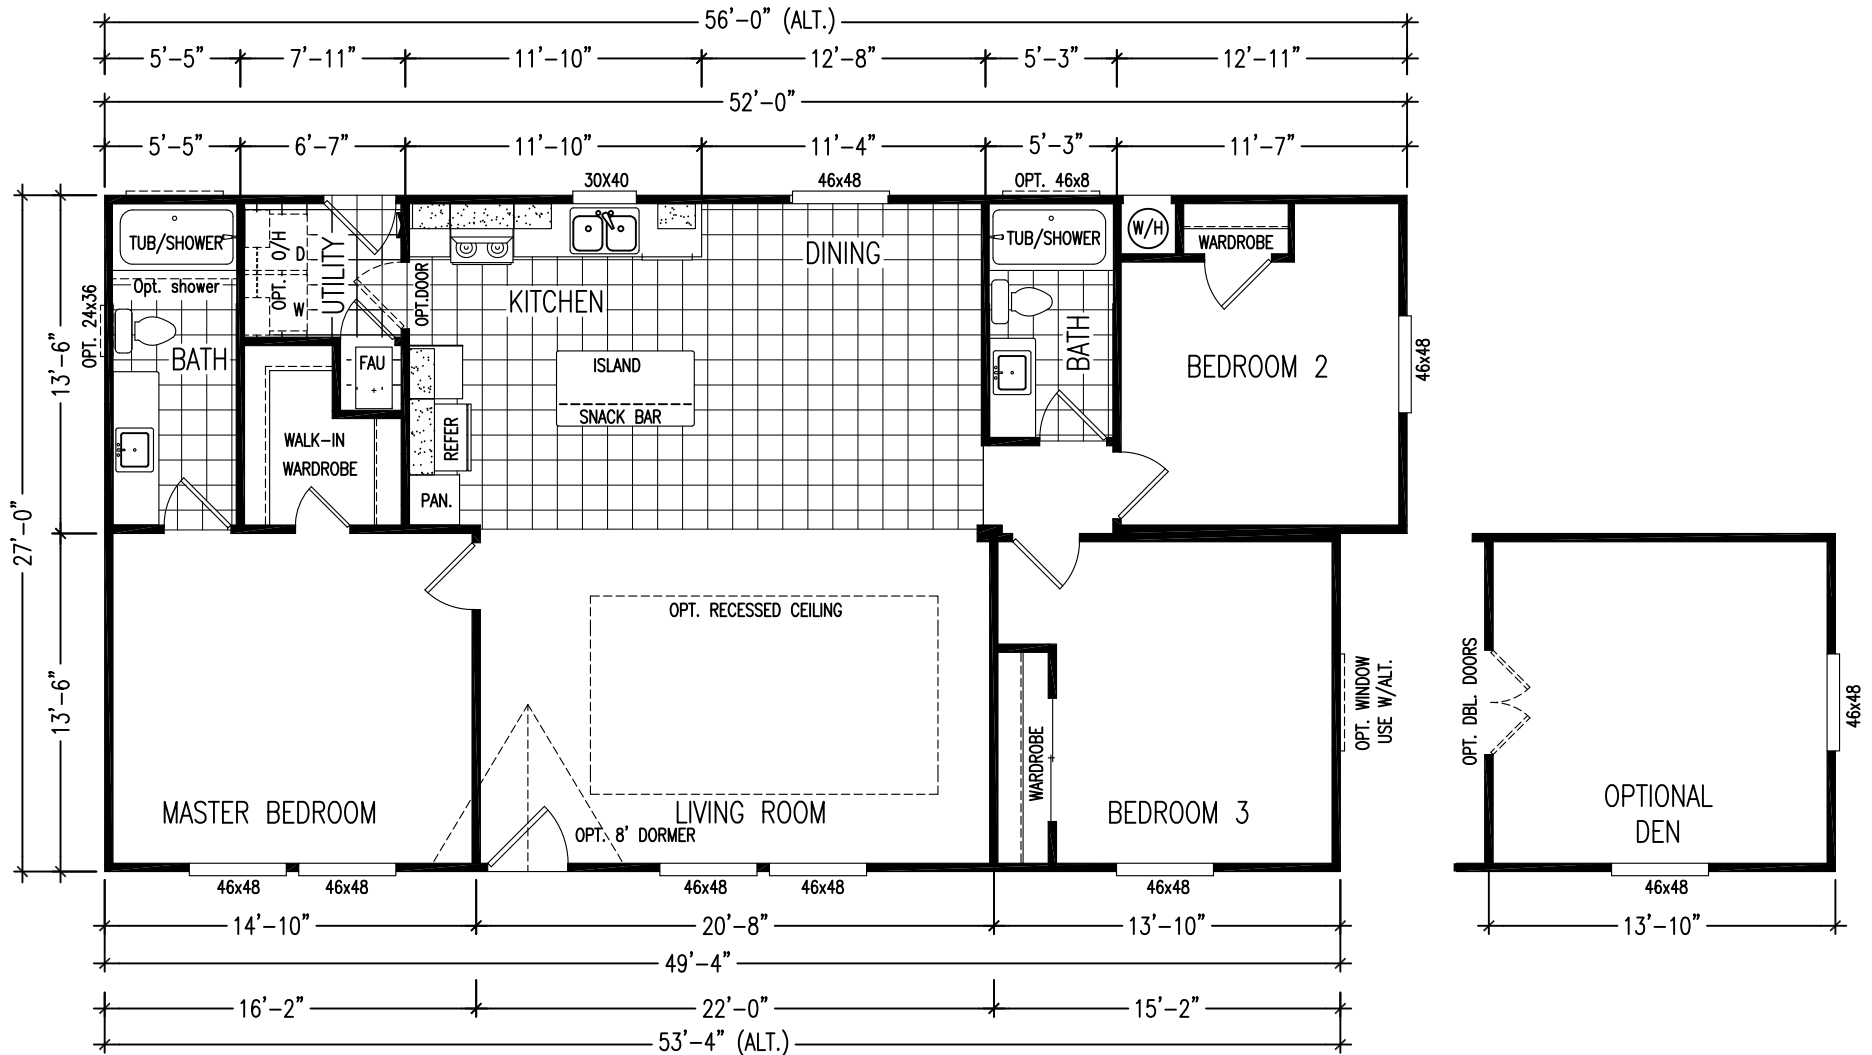 56'-0" (ALT.)
5'-5" 7'-11" 11'-10" 12'-8" 5'-3" 12'-11"
52'-0"
5'-5" 6'-7" 11'-10" 11'-4" 5'-3" 11'-7"
30X40 46x48 OPT. 46x8
TUB/SHOWER
Opt. shower
OPT. 24x36
BATH
OPT. O/H
D
W
UTILITY
OPT.DOOR
FAU
WALK-IN
WARDROBE
KITCHEN
DINING
ISLAND
SNACK BAR
REFER
PAN.
TUB/SHOWER
BATH
W/H
WARDROBE
BEDROOM 2
46x48
13'-6"
27'-0"
13'-6"
MASTER BEDROOM
OPT. RECESSED CEILING
LIVING ROOM
OPT. 8' DORMER
WARDROBE
BEDROOM 3
OPT. WINDOW
USE W/ALT.
OPT. DBL. DOORS
OPTIONAL
DEN
46x48
46x48 46x48 46x48 46x48 46x48 46x48
14'-10" 20'-8" 13'-10" 13'-10"
49'-4"
16'-2" 22'-0" 15'-2"
53'-4" (ALT.)